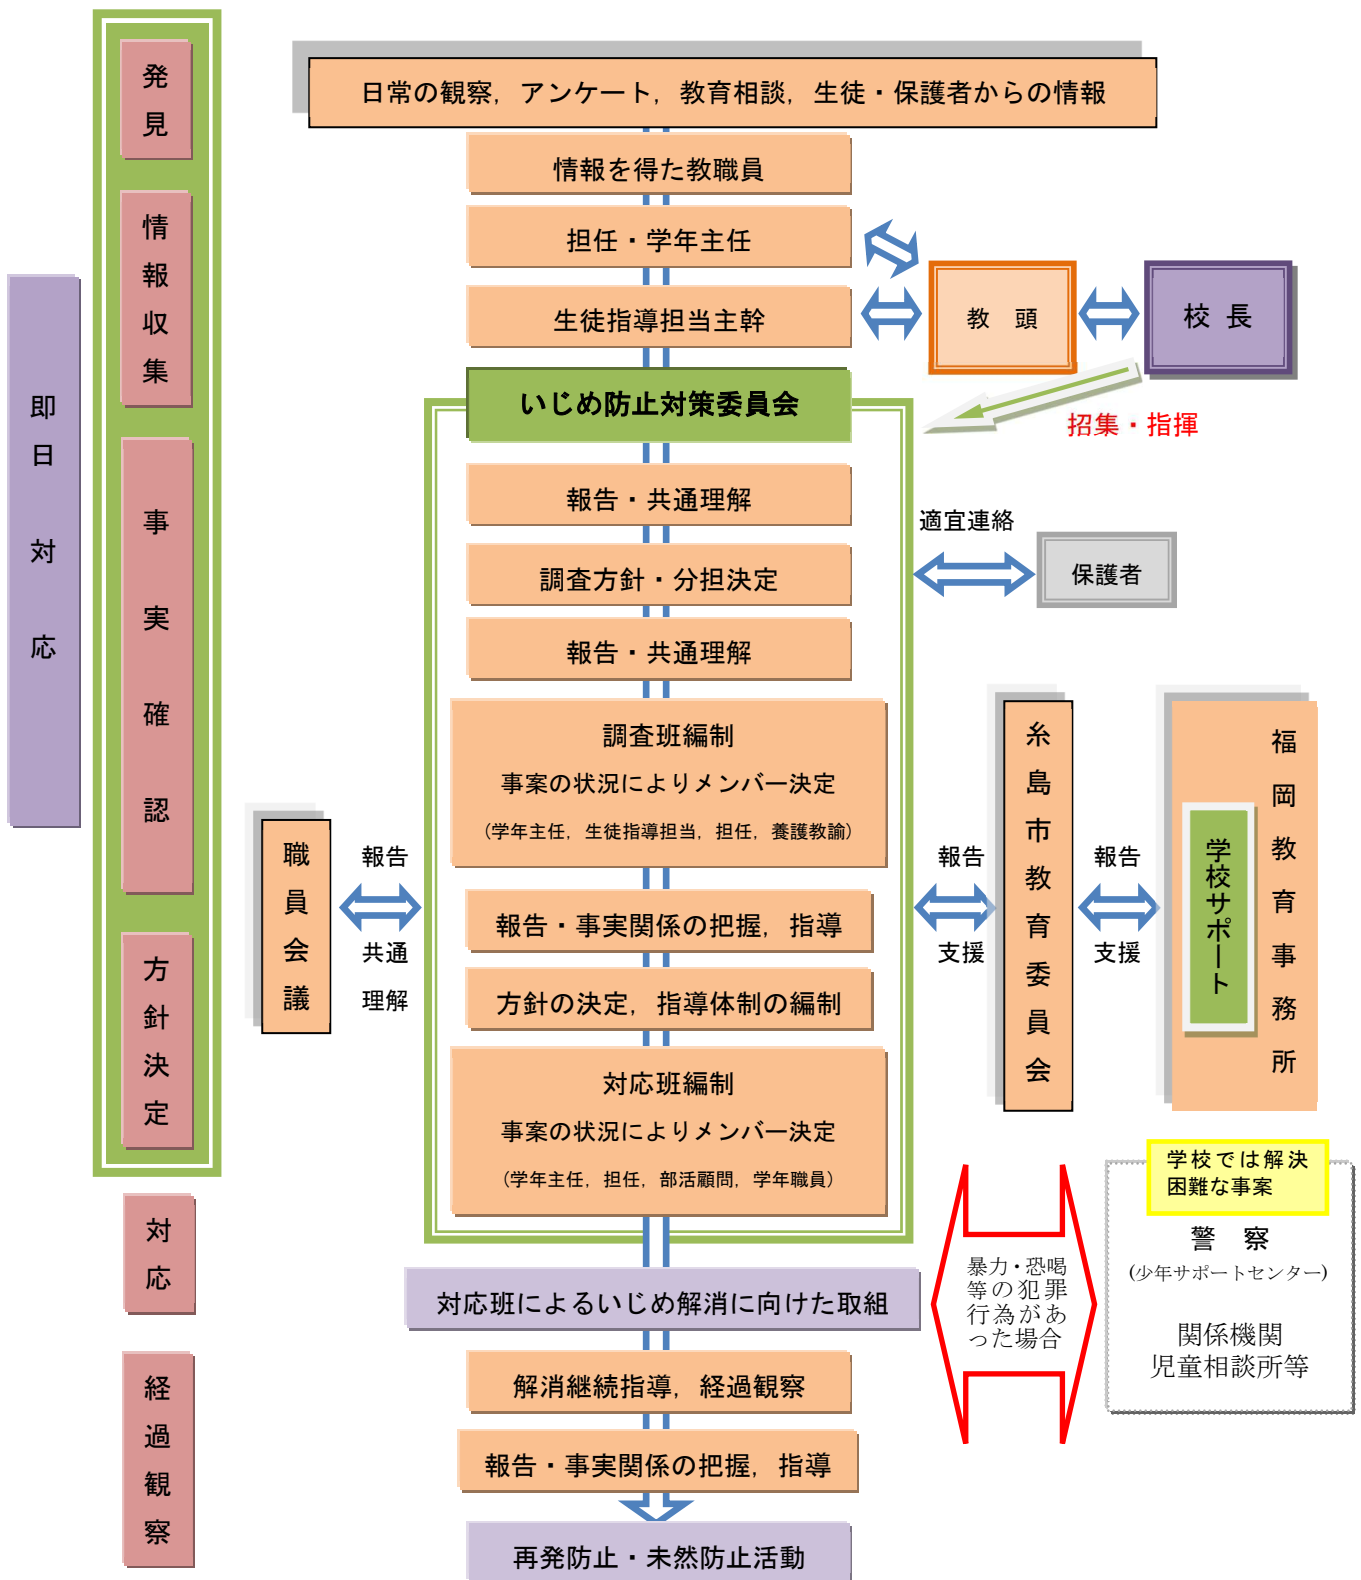 日常の観察，アンケート，教育相談，生徒・保護者からの情報
情報を得た教職員
担任・学年主任
生徒指導担当主幹
教　頭
校 長
いじめ防止対策委員会
招集・指揮
報告・共通理解
調査方針・分担決定
報告・共通理解
適宜連絡
保護者
調査班編制
事案の状況によりメンバー決定
（学年主任，生徒指導担当，担任，養護教諭）
報告・事実関係の把握，指導
方針の決定，指導体制の編制
対応班編制
事案の状況によりメンバー決定
（学年主任，担任，部活顧問，学年職員）
職員会議
報告
共通
理解
報告
支援
糸島市教育委員会
報告
支援
福岡教育事務所
学校サポート
対応班によるいじめ解消に向けた取組
解消継続指導，経過観察
報告・事実関係の把握，指導
再発防止・未然防止活動
暴力・恐喝
等の犯罪
行為があ
った場合
学校では解決
困難な事案
警　察
(少年サポートセンター)
関係機関
児童相談所等
即日対応
発見
情報収集
事実確認
方針決定
対応
経過観察